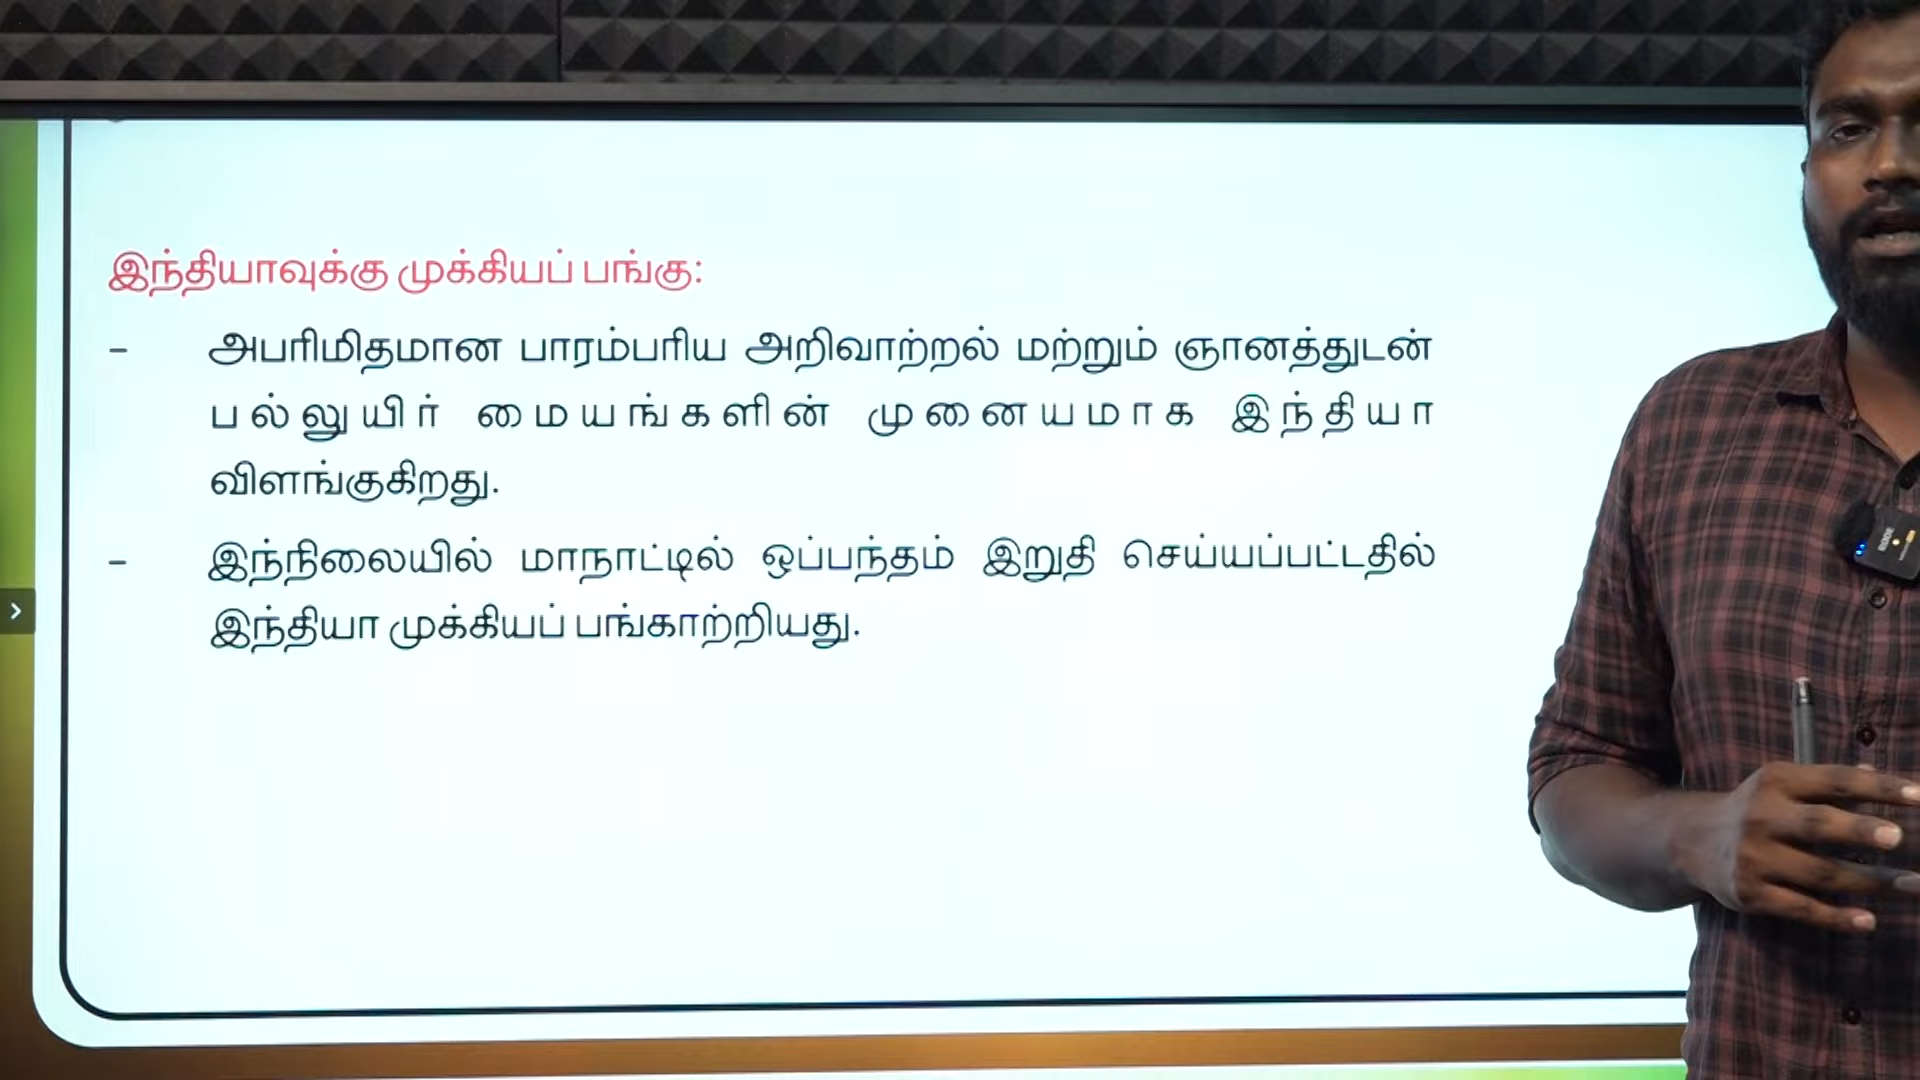 இந்தியாவுக்கு முக்கியப் பங்கு:
- அபரிமிதமான பாரம்பரிய அறிவாற்றல் மற்றும் ஞானத்துடன்
பல்லுயிர் மையங்களின் முனையமாக இந்தியா
விளங்குகிறது.
- இந்நிலையில் மாநாட்டில் ஒப்பந்தம் இறுதி செய்யப்பட்டதில்
இந்தியா முக்கியப் பங்காற்றியது.